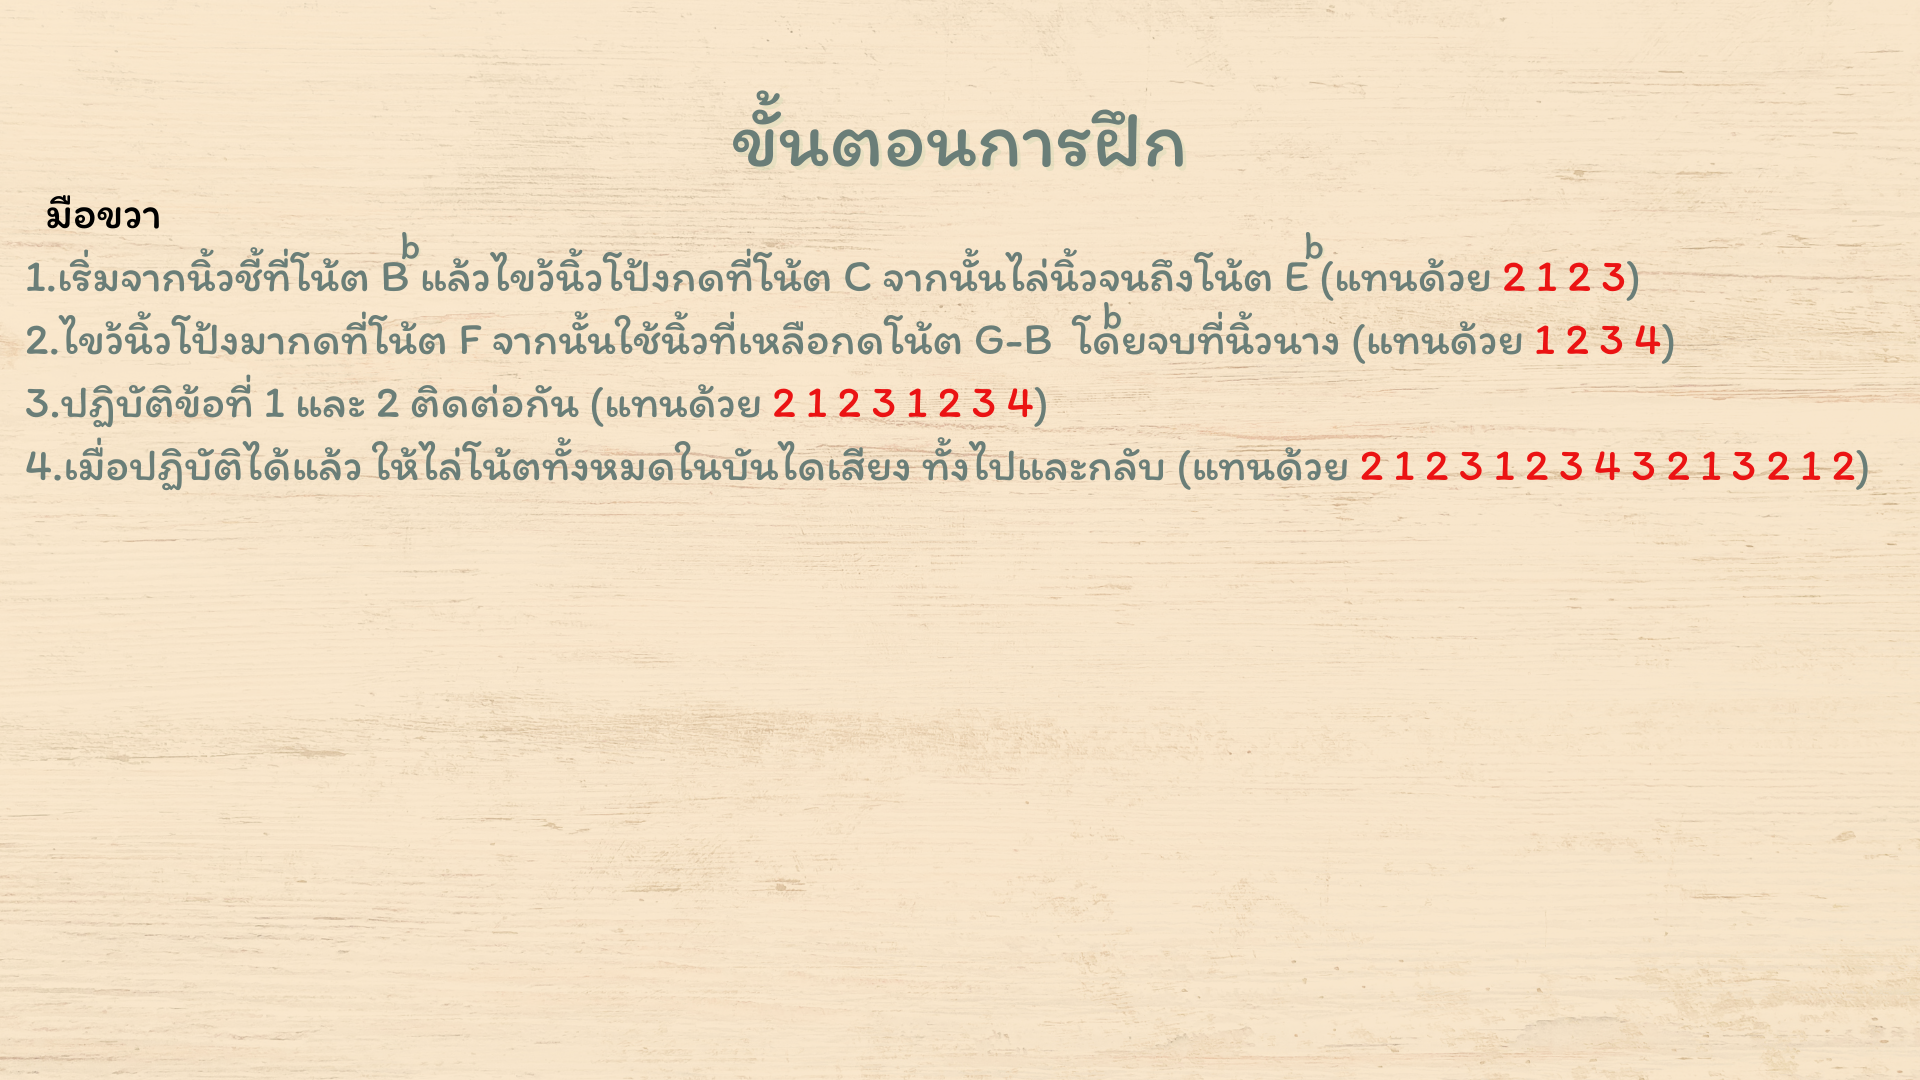 ขั้นตอนการฝึก
มือขวา
1.เริ่มจากนิ้วชี้ที่โน้ต Bb แล้วไขว้นิ้วโป้งกดที่โน้ต C จากนั้นไล่นิ้วจนถึงโน้ต Eb (แทนด้วย 2 1 2 3)
2.ไขว้นิ้วโป้งมากดที่โน้ต F จากนั้นใช้นิ้วที่เหลือกดโน้ต G-B b โดยจบที่นิ้วนาง (แทนด้วย 1 2 3 4)
3.ปฏิบัติข้อที่ 1 และ 2 ติดต่อกัน (แทนด้วย 2 1 2 3 1 2 3 4)
4.เมื่อปฏิบัติได้แล้ว ให้ไล่โน้ตทั้งหมดในบันไดเสียง ทั้งไปและกลับ (แทนด้วย 2 1 2 3 1 2 3 4 3 2 1 3 2 1 2)